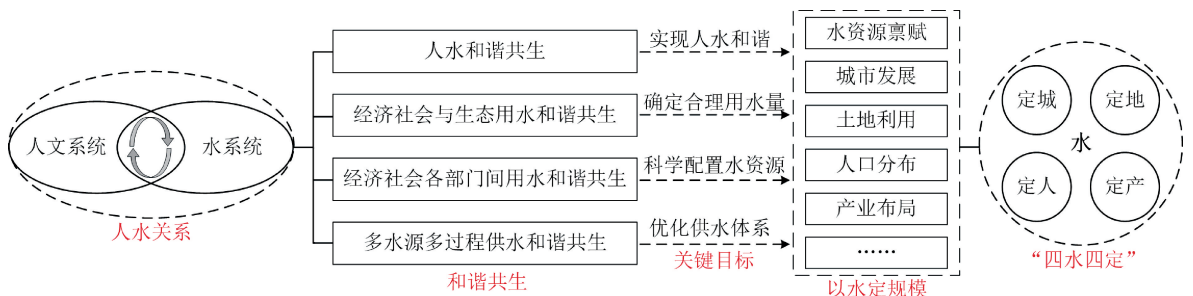 人文系统
水系统
人水关系
人水和谐共生
经济社会与生态用水和谐共生
经济社会各部门间用水和谐共生
多水源多过程供水和谐共生
和谐共生
实现人水和谐
确定合理用水量
科学配置水资源
优化供水体系
关键目标
水资源禀赋
城市发展
土地利用
人口分布
产业布局
……
以水定规模
定城
定地
水
定人
定产
“四水四定”